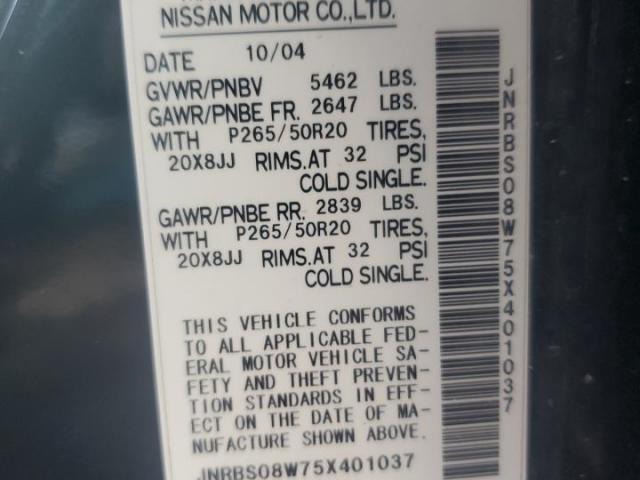 NISSAN MOTOR CO.,LTD.
DATE 10/04
GVWR/PNBV 5462 LBS.
GAWR/PNBE FR. 2647 LBS.
WITH P265/50R20 TIRES,
20X8JJ RIMS.AT 32 PSI
COLD SINGLE.
GAWR/PNBE RR. 2839 LBS.
WITH P265/50R20 TIRES,
20X8JJ RIMS.AT 32 PSI
COLD SINGLE.
THIS VEHICLE CONFORMS
TO ALL APPLICABLE FED-
ERAL MOTOR VEHICLE SA-
FETY AND THEFT PREVEN-
TION STANDARDS IN EFF-
ECT ON THE DATE OF MA-
NUFACTURE SHOWN ABOVE.
JNRBS08W75X401037
JNRBS08W75X401037